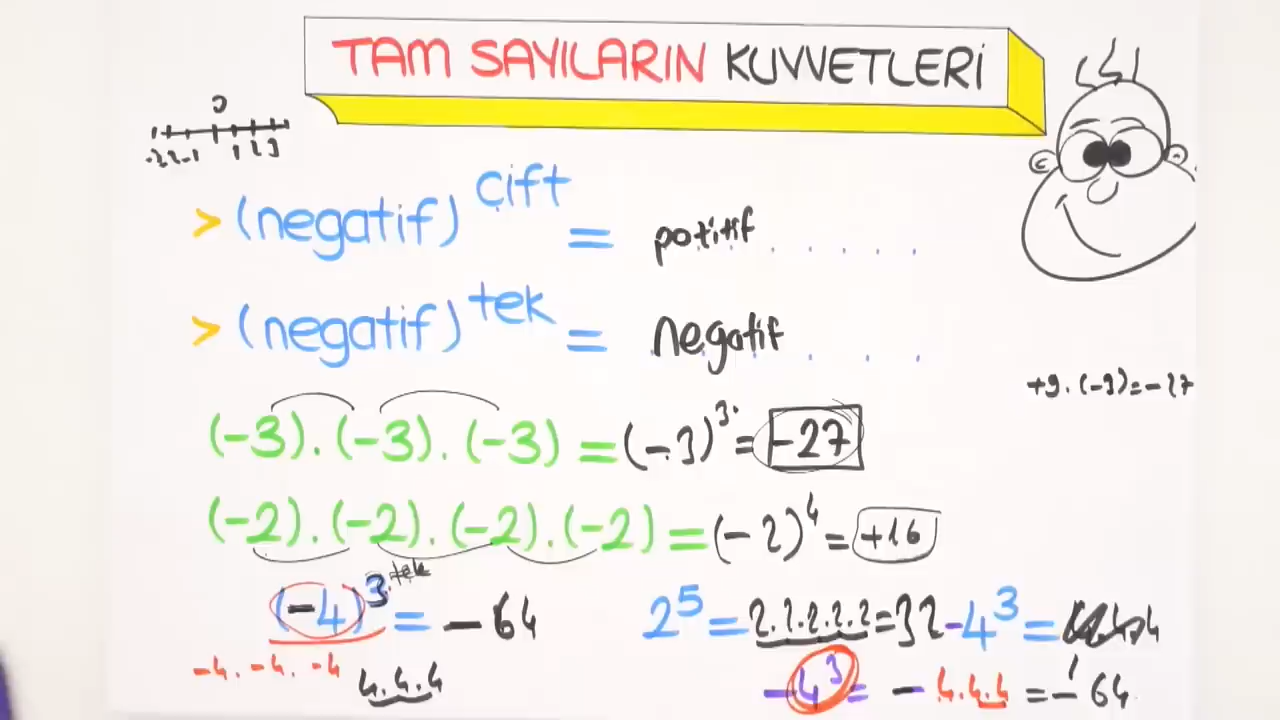 TAM SAYILARIN KUVVETLERİ
0
-3 -2 -1 1 2 3
> (negatif)^çift = potitif
> (negatif)^tek = negatif
+9.(-3)=-27
(-3).(-3).(-3)=(-3)^3=-27
(-2).(-2).(-2).(-2)=(-2)^4=+16
(-4)^3 tek = -64
-4. -4. -4
4.4.4
2^5=2.2.2.2.2=32
-4^3=
-4^3= -4.4.4=-64